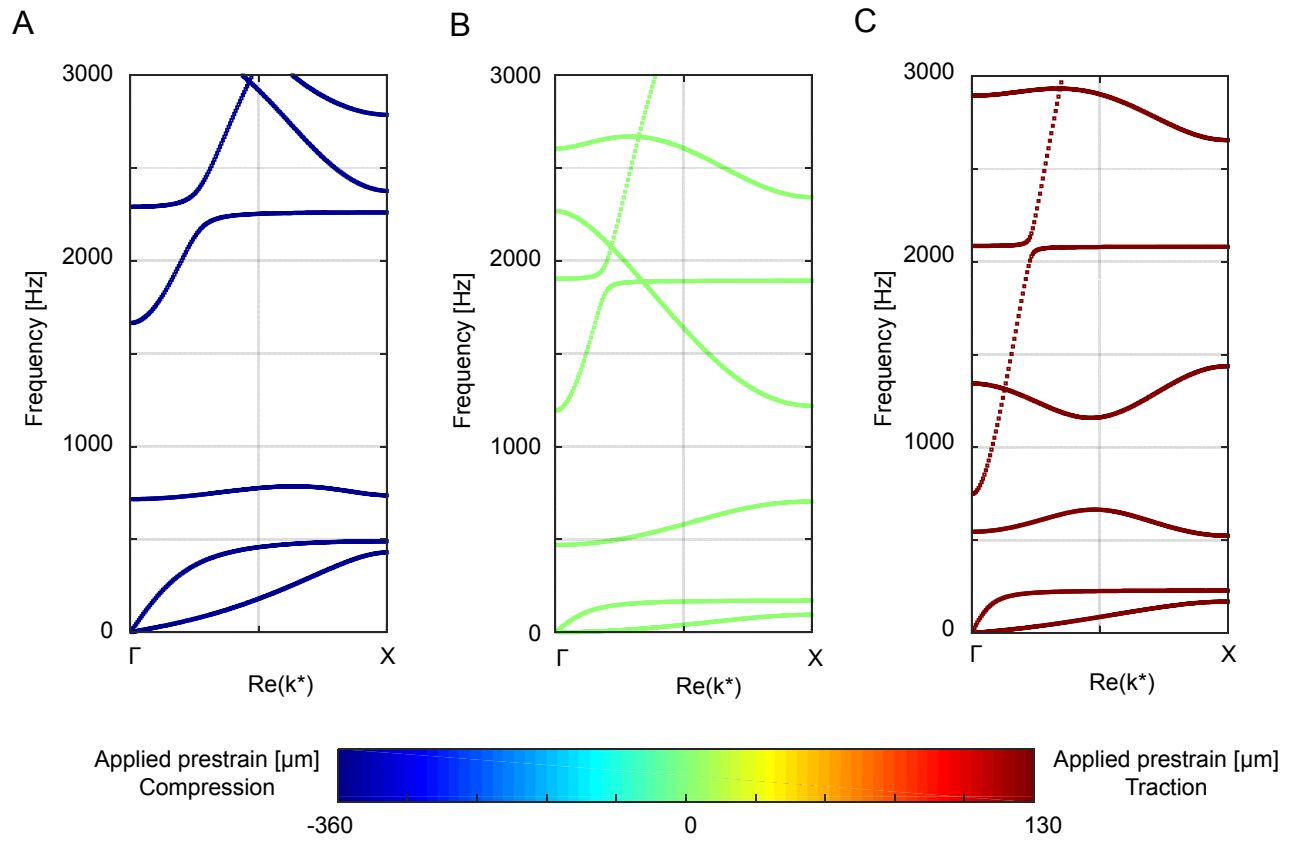 A
B
C
3000
2000
1000
0
Frequency [Hz]
Γ
X
Re(k*)
3000
2000
1000
0
Frequency [Hz]
Γ
X
Re(k*)
3000
2000
1000
0
Frequency [Hz]
Γ
X
Re(k*)
Applied prestrain [µm]
Compression
Applied prestrain [µm]
Traction
-360
0
130